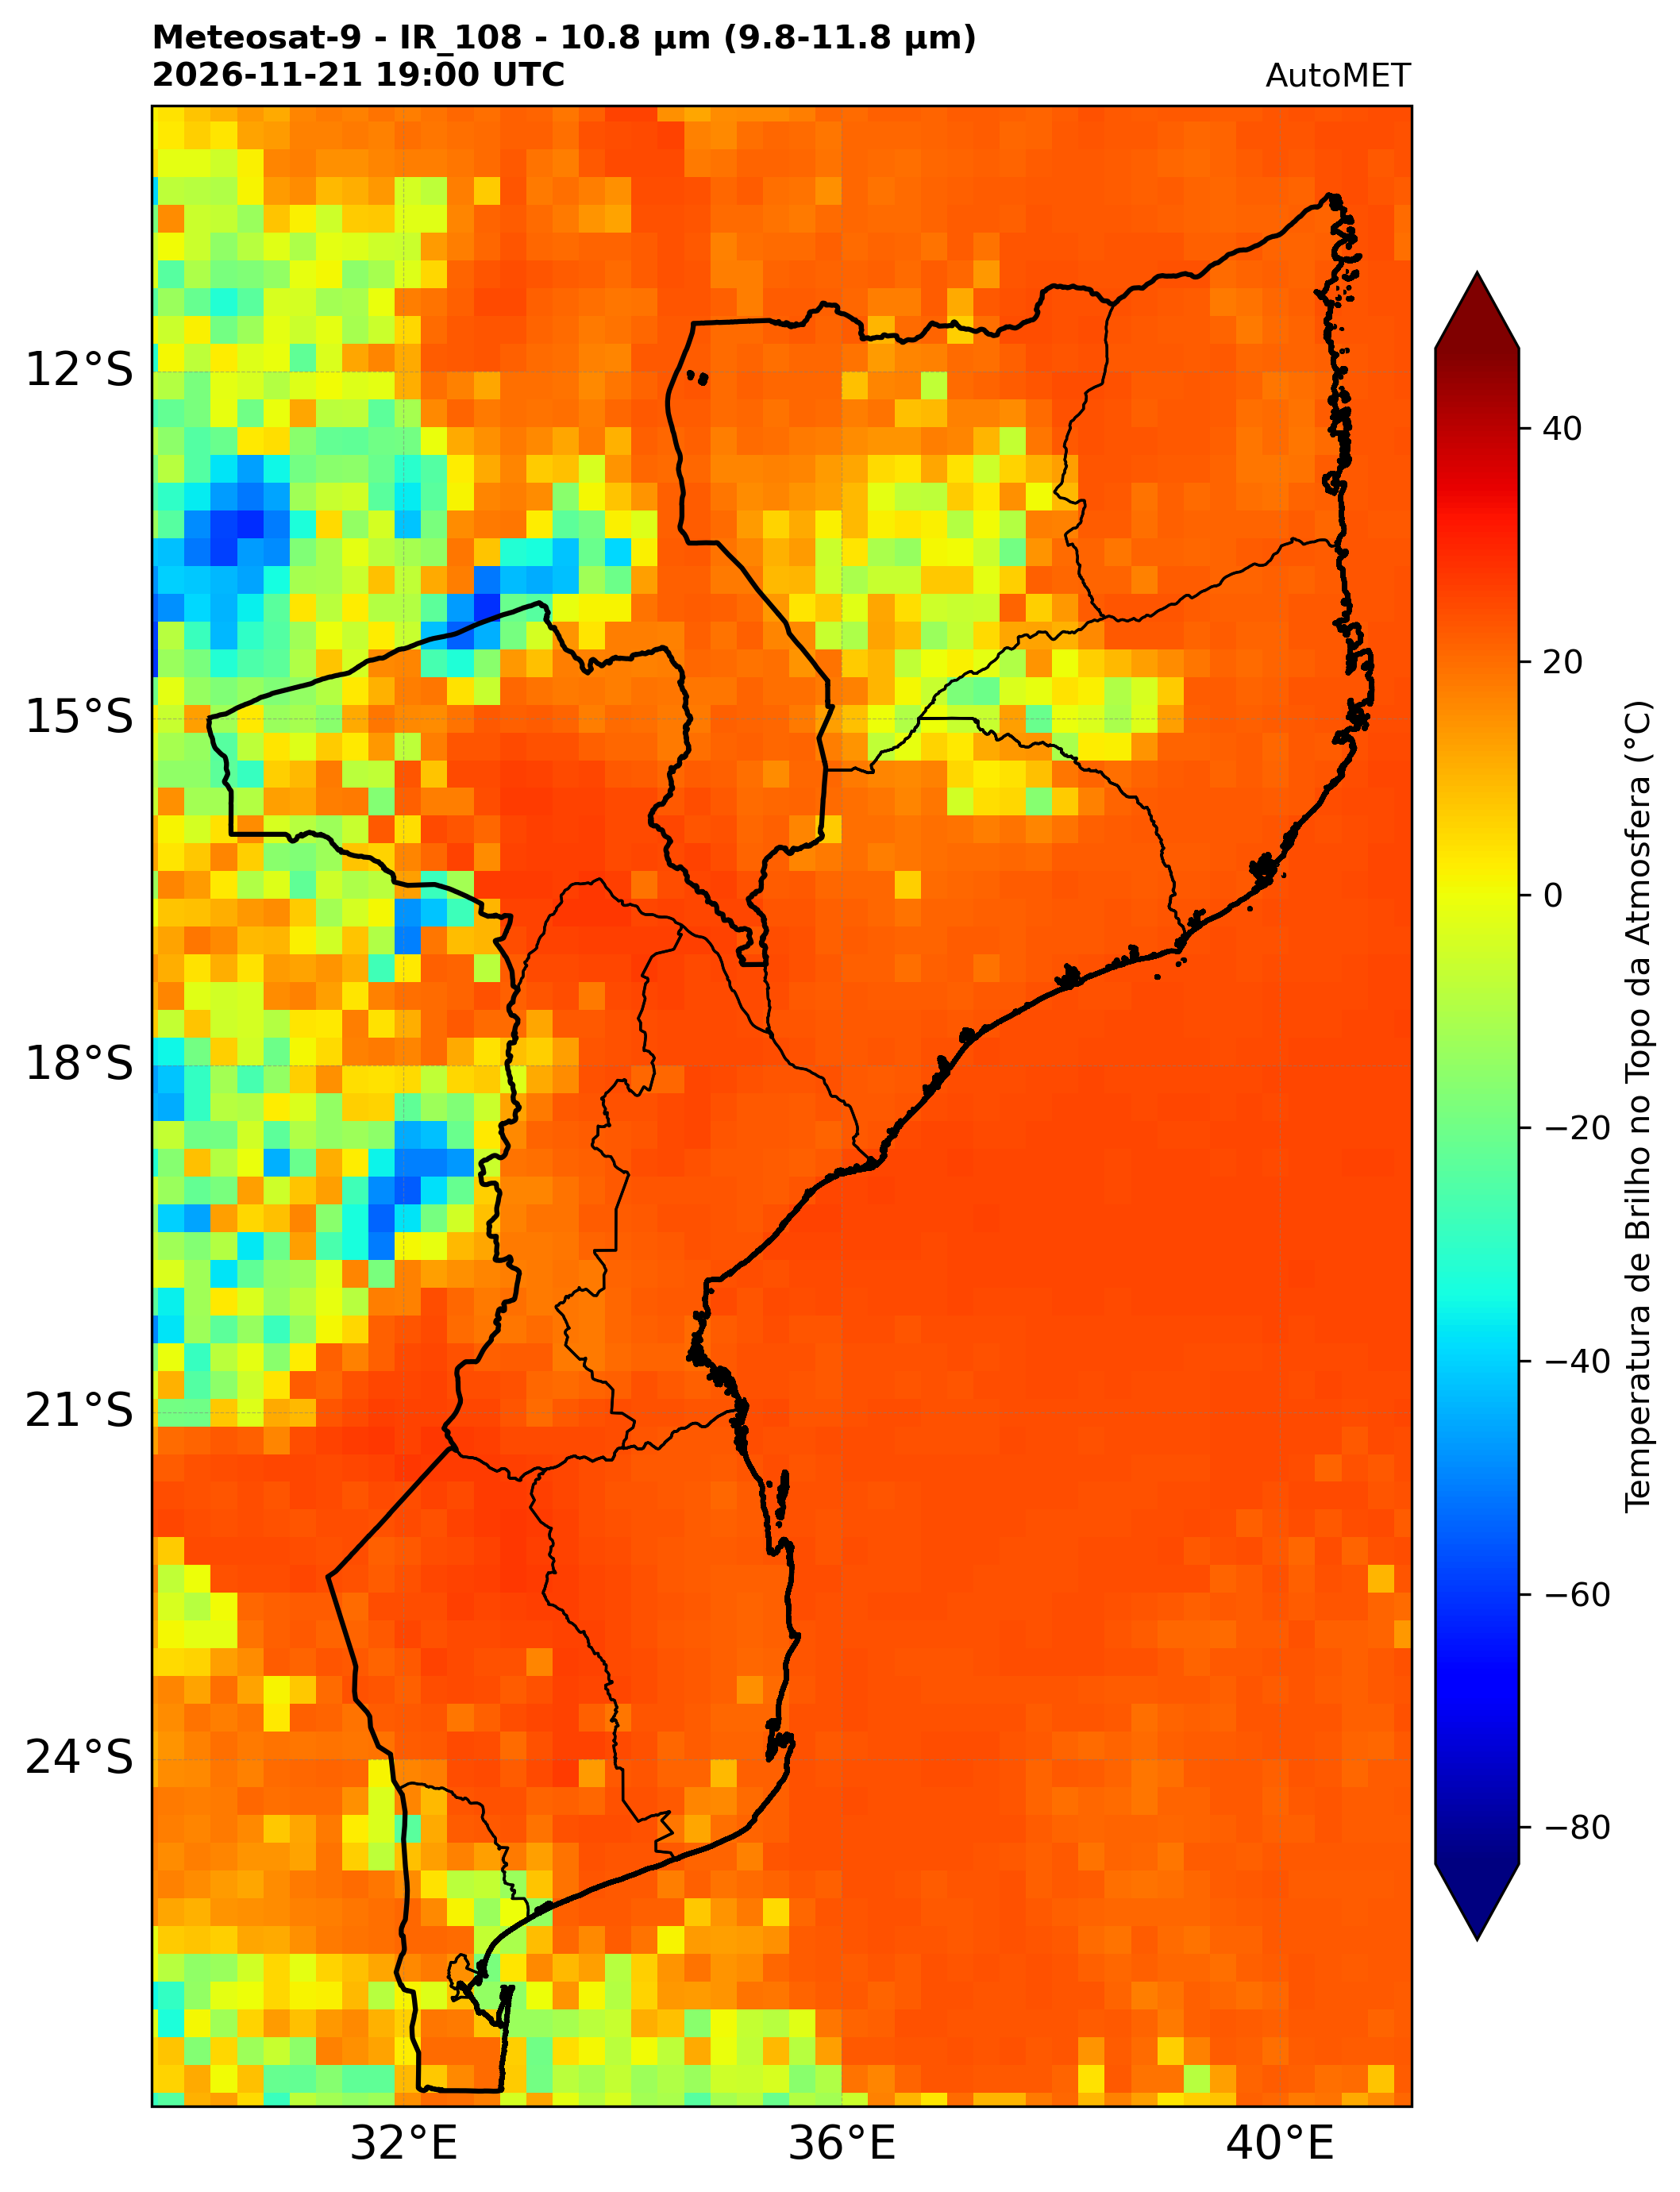 Meteosat-9 - IR_108 - 10.8 µm (9.8-11.8 µm)
2026-11-21 19:00 UTC
AutoMET
12°S
15°S
18°S
21°S
24°S
32°E
36°E
40°E
40
20
0
−20
−40
−60
−80
Temperatura de Brilho no Topo da Atmosfera (°C)